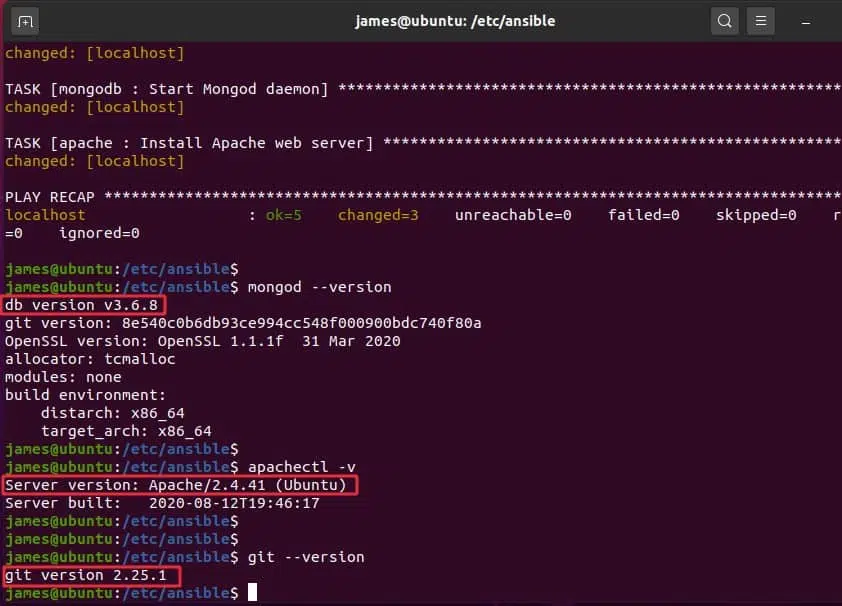 james@ubuntu: /etc/ansible
changed: [localhost]
TASK [mongodb : Start Mongod daemon] ********************************************************
changed: [localhost]
TASK [apache : Install Apache web server] ***************************************************
changed: [localhost]
PLAY RECAP **********************************************************************************
localhost                  : ok=5    changed=3    unreachable=0    failed=0    skipped=0    r
=0    ignored=0
james@ubuntu:/etc/ansible$
james@ubuntu:/etc/ansible$ mongod --version
db version v3.6.8
git version: 8e540c0b6db93ce994cc548f000900bdc740f80a
OpenSSL version: OpenSSL 1.1.1f  31 Mar 2020
allocator: tcmalloc
modules: none
build environment:
    distarch: x86_64
    target_arch: x86_64
james@ubuntu:/etc/ansible$
james@ubuntu:/etc/ansible$ apachectl -v
Server version: Apache/2.4.41 (Ubuntu)
Server built:   2020-08-12T19:46:17
james@ubuntu:/etc/ansible$
james@ubuntu:/etc/ansible$
james@ubuntu:/etc/ansible$ git --version
git version 2.25.1
james@ubuntu:/etc/ansible$